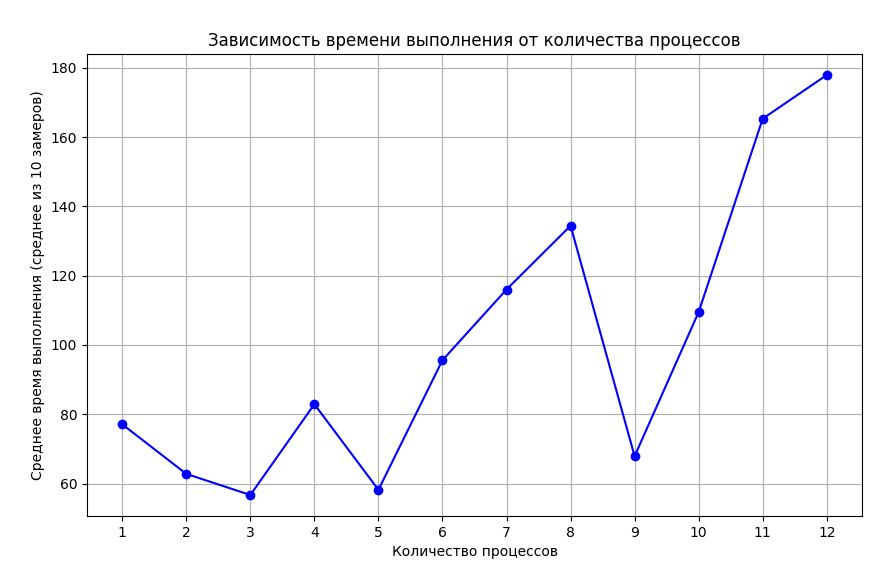 Зависимость времени выполнения от количества процессов
Среднее время выполнения (среднее из 10 замеров)
180
160
140
120
100
80
60
1 2 3 4 5 6 7 8 9 10 11 12
Количество процессов